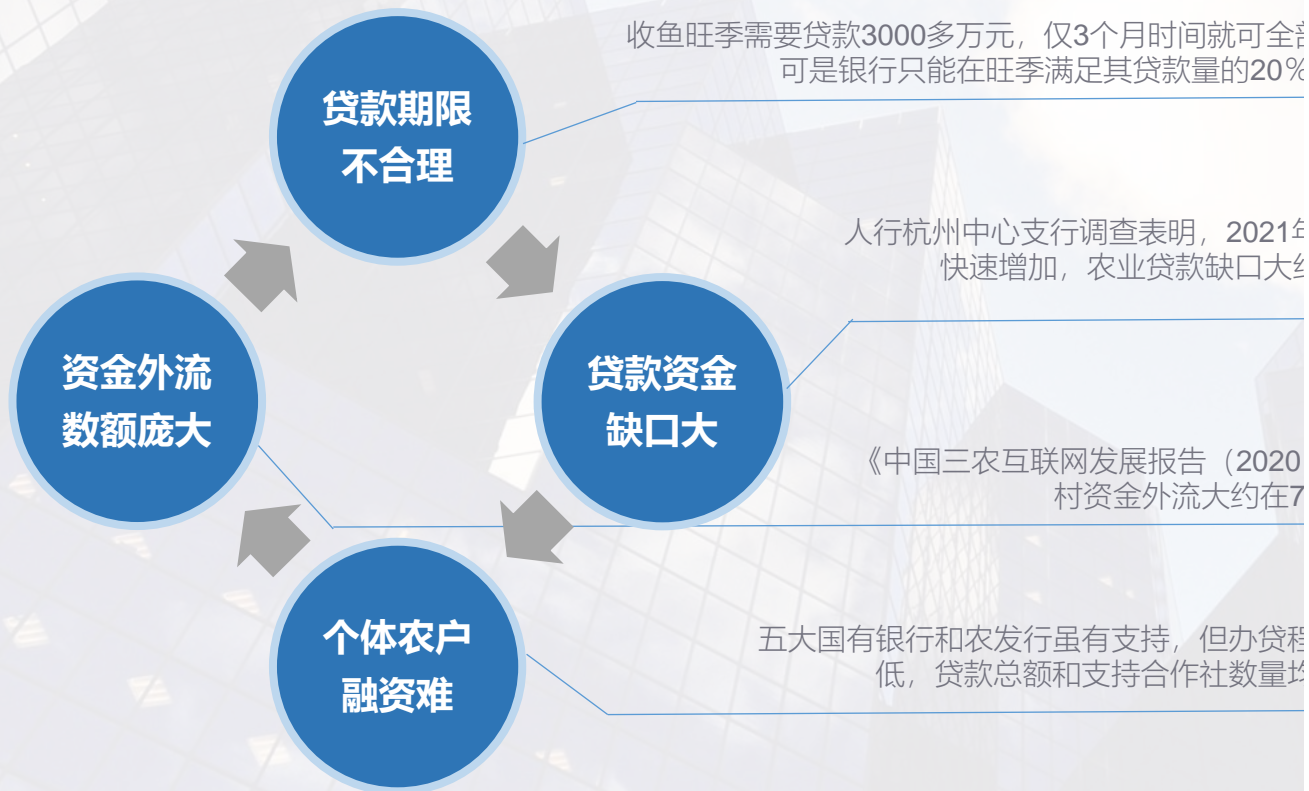 收鱼旺季需要贷款3000多万元，仅3个月时间就可全部
可是银行只能在旺季满足其贷款量的20%
贷款期限
不合理
人行杭州中心支行调查表明，2021年
快速增加，农业贷款缺口大约
资金外流
数额庞大
贷款资金
缺口大
《中国三农互联网发展报告（2020
村资金外流大约在7
个体农户
融资难
五大国有银行和农发行虽有支持，但办贷程
低，贷款总额和支持合作社数量均